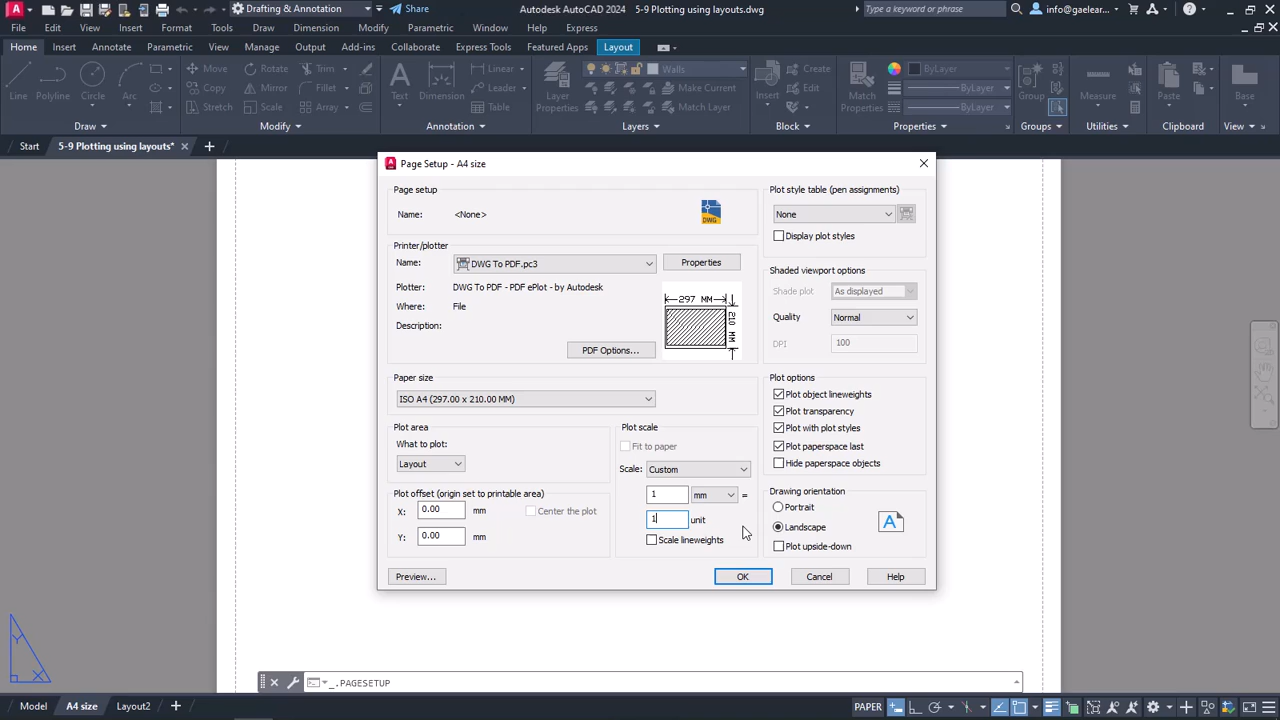 Drafting & Annotation Share Autodesk AutoCAD 2024 5-9 Plotting using layouts.dwg Type a keyword or phrase info@gaelear...
File Edit View Insert Format Tools Draw Dimension Modify Parametric Window Help Express
Home Insert Annotate Parametric View Manage Output Add-ins Collaborate Express Tools Featured Apps Layout
Line Polyline Circle Arc Move Rotate Trim Text Dimension Linear Layer Properties Walls Insert Create Match Properties ByLayer Group Measure Paste Base
Copy Mirror Fillet Leader Make Current Edit ByLayer
Stretch Scale Array Table Match Layer ByLayer
Draw Modify Annotation Layers Block Properties Groups Utilities Clipboard View
Start 5-9 Plotting using layouts*
Page Setup - A4 size
Page setup
Name: <None>
DWG
Printer/plotter
Name: DWG To PDF.pc3 Properties
Plotter: DWG To PDF - PDF ePlot - by Autodesk
Where: File
Description:
297 MM
210 MM
PDF Options...
Paper size
ISO A4 (297.00 x 210.00 MM)
Plot area
What to plot:
Layout
Plot offset (origin set to printable area)
X: 0.00 mm Center the plot
Y: 0.00 mm
Plot scale
Fit to paper
Scale: Custom
1 mm =
1 unit
Scale lineweights
Plot style table (pen assignments)
None
Display plot styles
Shaded viewport options
Shade plot As displayed
Quality Normal
DPI 100
Plot options
Plot object lineweights
Plot transparency
Plot with plot styles
Plot paperspace last
Hide paperspace objects
Drawing orientation
Portrait
Landscape
Plot upside-down
A
Preview... OK Cancel Help
Y
X
_.PAGESETUP
Model A4 size Layout2 PAPER